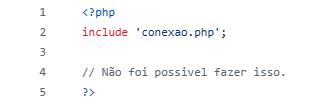 1 <?php
2 include 'conexao.php';
3
4 // Não foi possivel fazer isso.
5 ?>